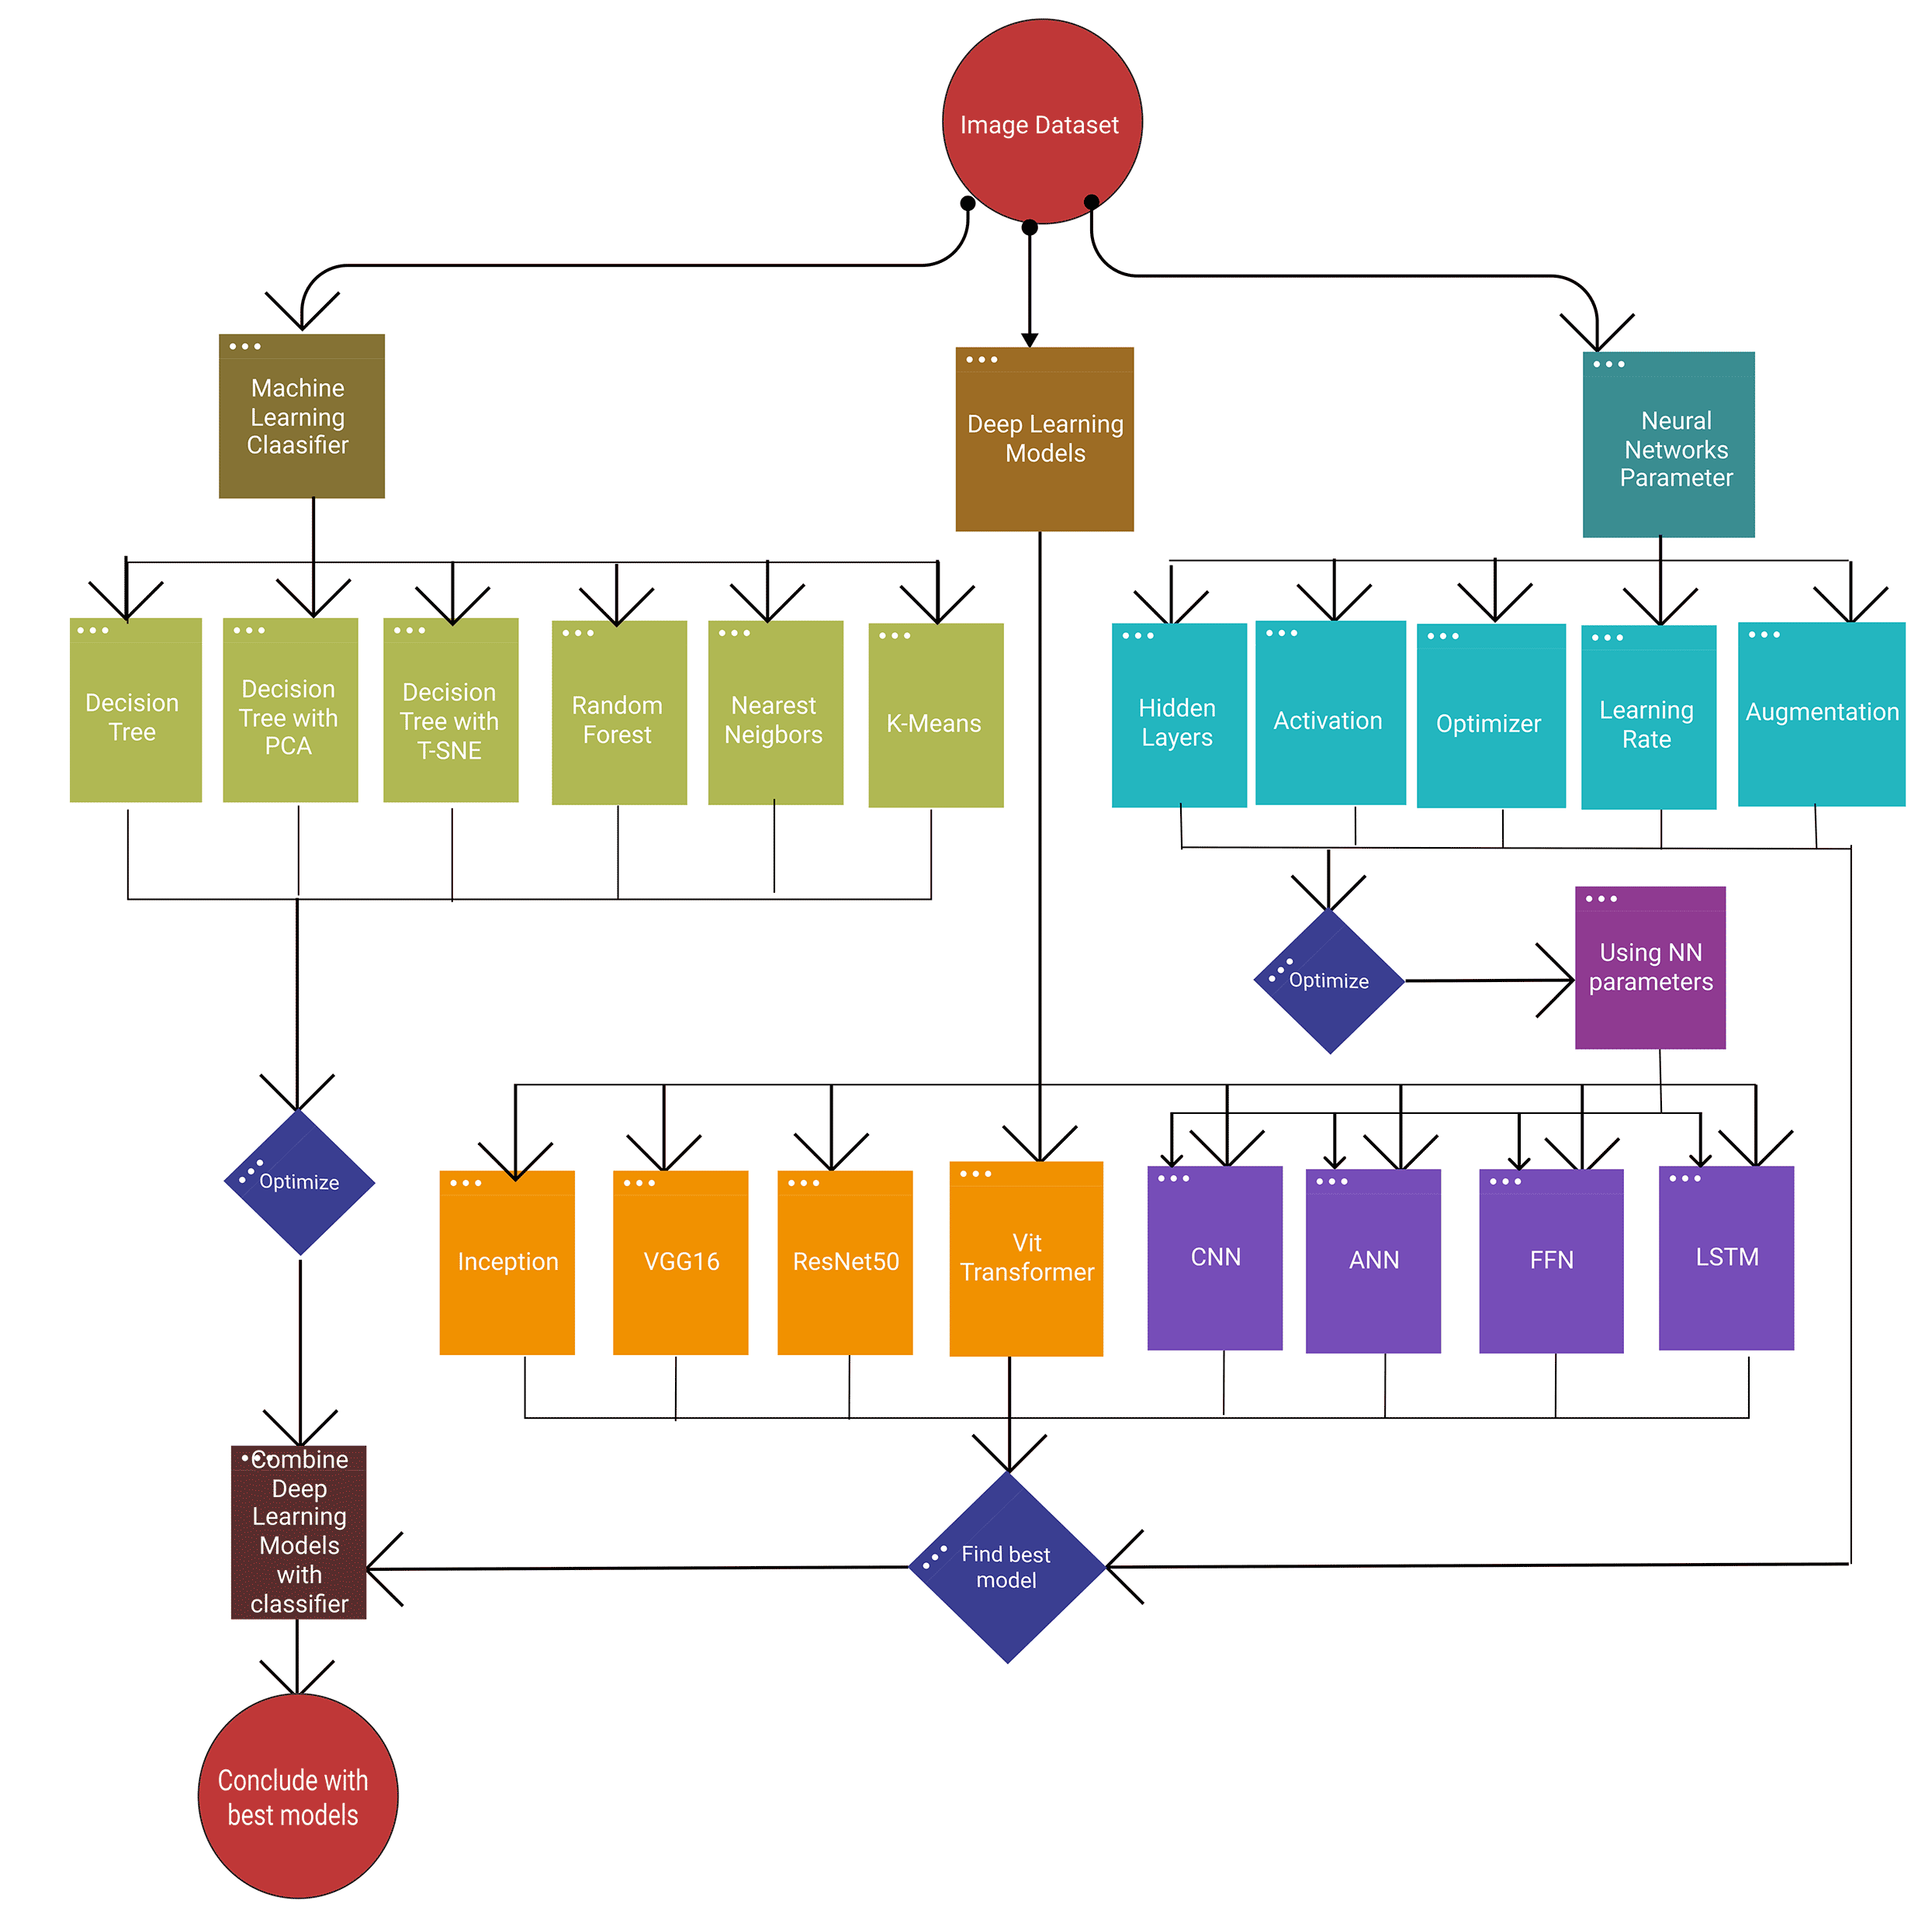 Image Dataset
Machine
Learning
Claasifier
Deep Learning
Models
Neural
Networks
Parameter
Decision
Tree
Decision
Tree with
PCA
Decision
Tree with
T-SNE
Random
Forest
Nearest
Neigbors
K-Means
Hidden
Layers
Activation
Optimizer
Learning
Rate
Augmentation
Optimize
Using NN
parameters
Optimize
Inception
VGG16
ResNet50
Vit
Transformer
CNN
ANN
FFN
LSTM
Combine
Deep
Learning
Models
with
classifier
Find best
model
Conclude with
best models